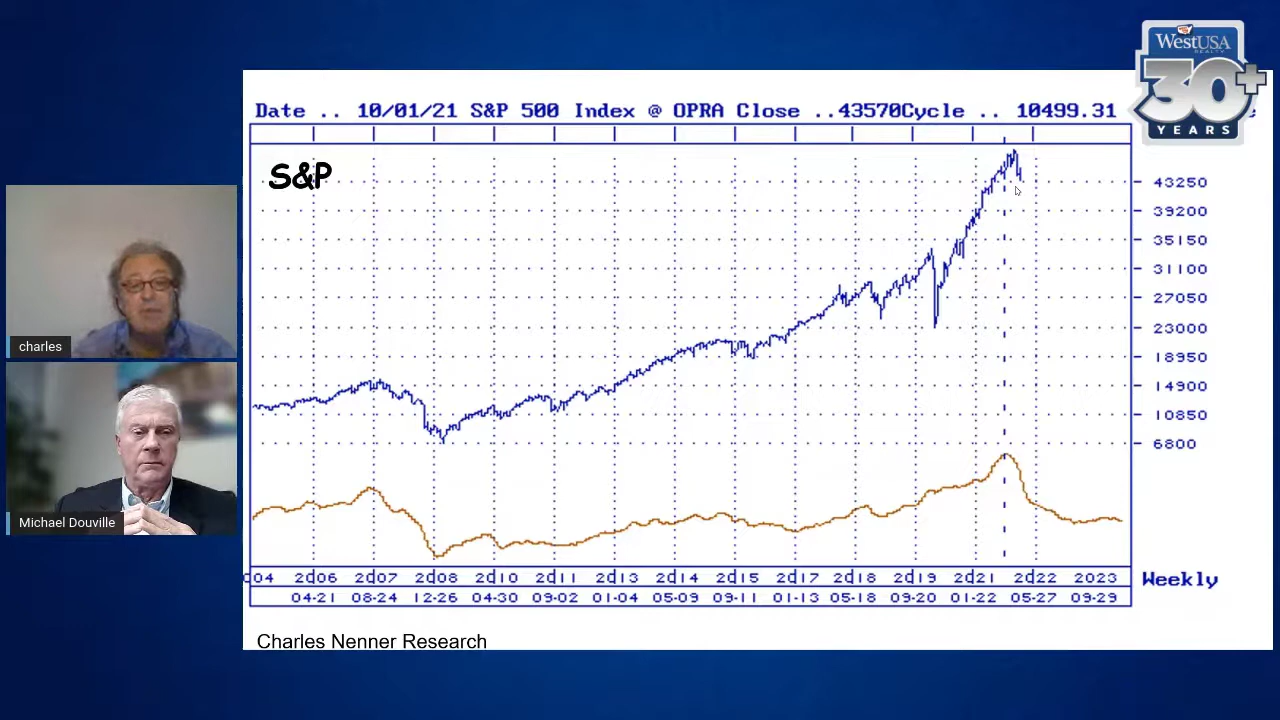 WestUSA
REALTY
30+
YEARS
Date .. 10/01/21 S&P 500 Index @ OPRA Close ..43570Cycle .. 10499.31
S&P
43250
39200
35150
31100
27050
23000
18950
14900
10850
6800
charles
Michael Douville
004 2006 2007 2008 2010 2011 2013 2014 2015 2017 2018 2019 2021 2022 2023
04-21 08-24 12-26 04-30 09-02 01-04 05-09 09-11 01-13 05-18 09-20 01-22 05-27 09-29
Weekly
Charles Nenner Research